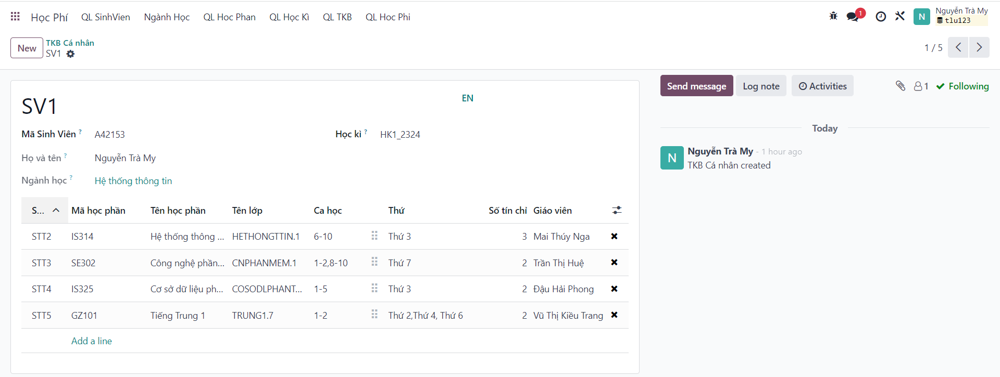 Học Phí QL SinhVien Ngành Học QL Hoc Phan QL Học Kì QL TKB QL Hoc Phi 1 N Nguyễn Trà My
tlu123
New TKB Cá nhân
SV1
1 / 5
Send message Log note Activities 1 Following
SV1 EN
Mã Sinh Viên ? A42153 Học kì ? HK1_2324
Họ và tên ? Nguyễn Trà My
Ngành học ? Hệ thống thông tin
Today
N Nguyễn Trà My - 1 hour ago
TKB Cá nhân created
S... Mã học phần Tên học phần Tên lớp Ca học Thứ Số tín chỉ Giáo viên
STT2 IS314 Hệ thống thông ... HETHONGTTIN.1 6-10 Thứ 3 3 Mai Thúy Nga
STT3 SE302 Công nghệ phần... CNPHANMEM.1 1-2,8-10 Thứ 7 2 Trần Thị Huệ
STT4 IS325 Cơ sở dữ liệu ph... COSODLPHANT... 1-5 Thứ 3 2 Đậu Hải Phong
STT5 GZ101 Tiếng Trung 1 TRUNG1.7 1-2 Thứ 2,Thứ 4, Thứ 6 2 Vũ Thị Kiều Trang
Add a line